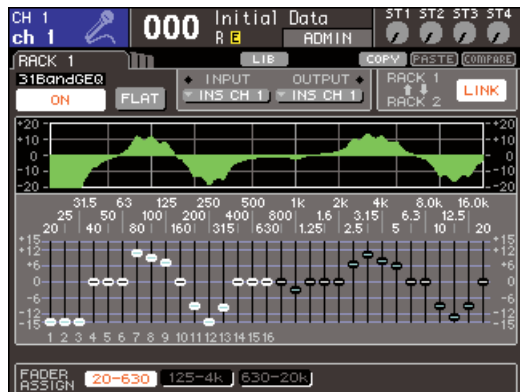 CH 1
ch 1
000
Initial Data
R E
ADMIN
ST1 ST2 ST3 ST4
RACK 1
LIB
COPY
PASTE
COMPARE
31BandGEQ
ON
FLAT
INPUT
INS CH 1
OUTPUT
INS CH 1
RACK 1
RACK 2
LINK
+20 +20
+10 +10
0 0
-10 -10
-20 -20
31.5 63 125 250 500 1k 2k 4k 8.0k 16.0k
25 50 100 200 400 800 1.6 3.15 6.3 12.5
20 40 80 160 315 630 1.25 2.5 5 10 20
+15 +15
+12 +12
+6 +6
0 0
-6 -6
-12 -12
-15 -15
1 2 3 4 5 6 7 8 9 10 11 12 13 14 15 16
FADER
ASSIGN
20-630
125-4k
630-20k